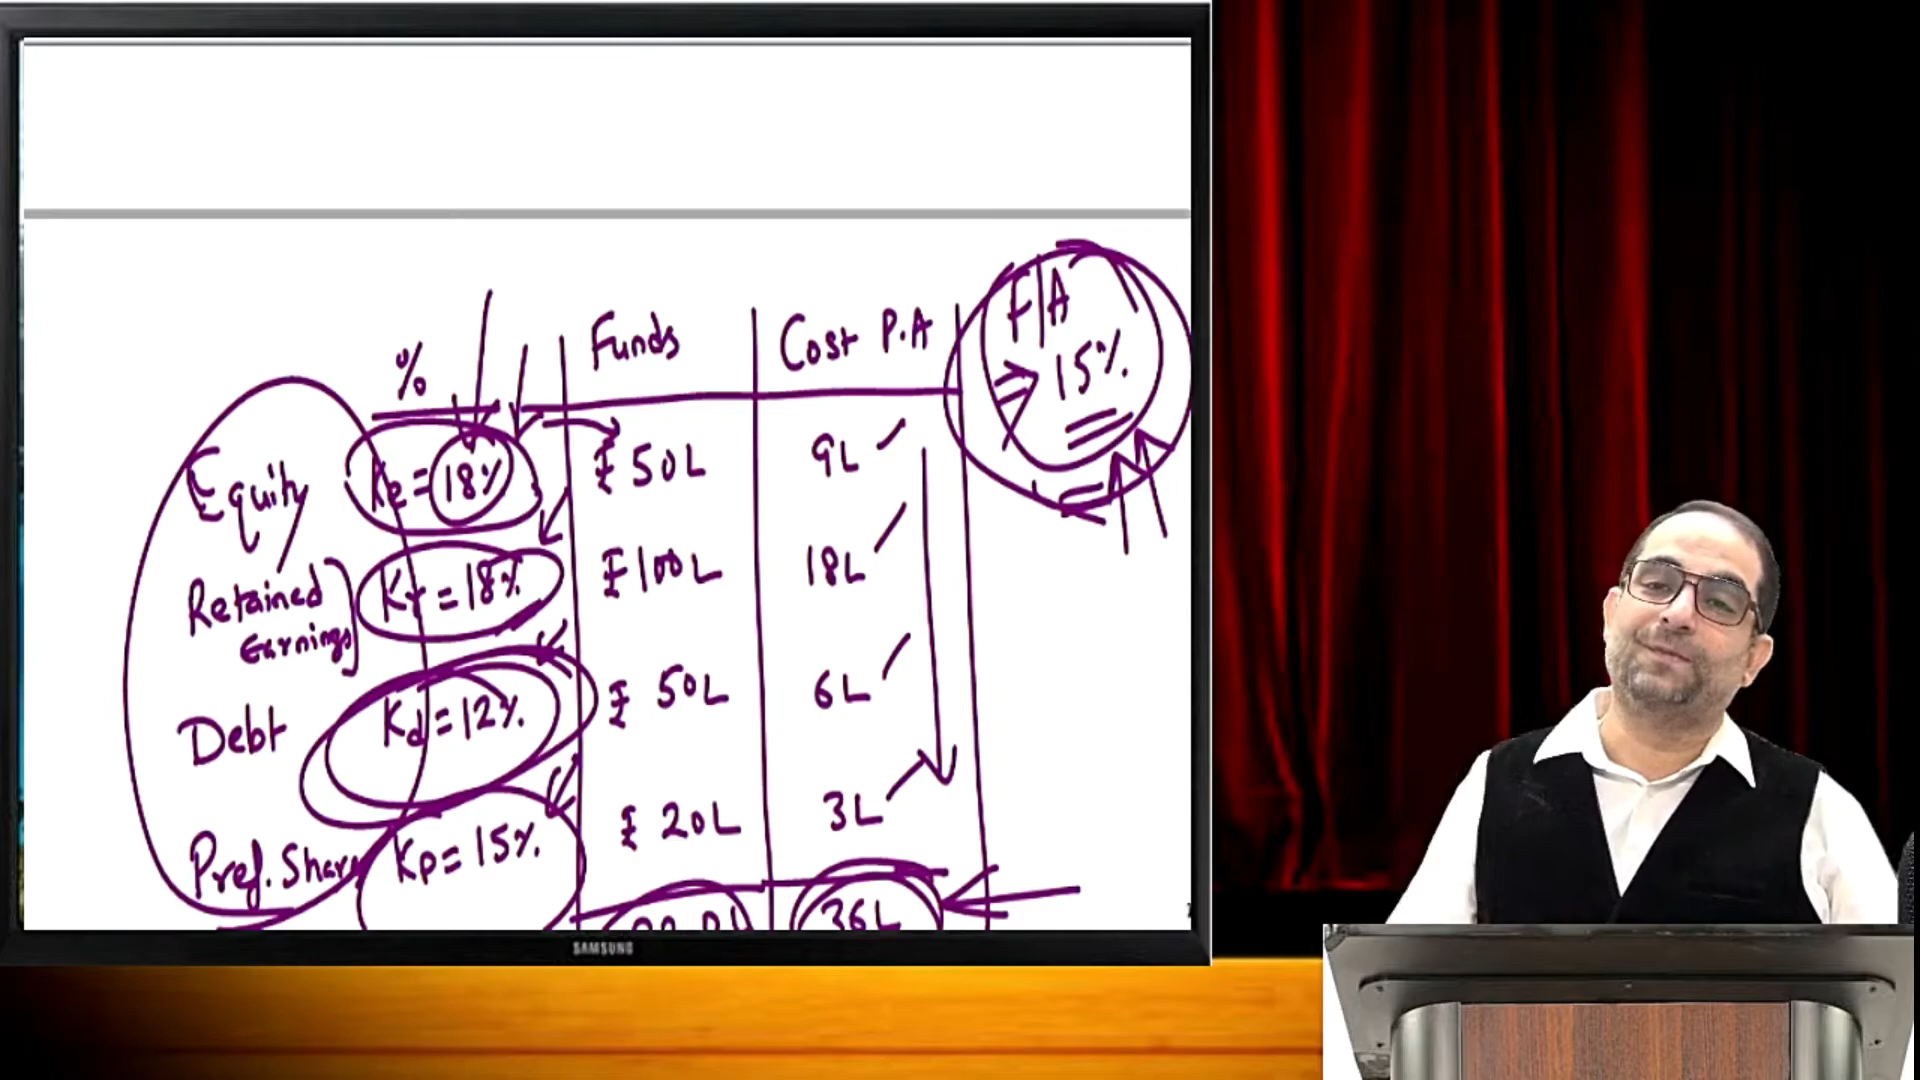 F/A
15%
% Funds Cost P.A
Equity Ke = 18% ₹ 50L 9L
Retained Kr = 18% ₹ 100L 18L
Earnings
Debt Kd = 12% ₹ 50L 6L
Pref. Share Kp = 15% ₹ 20L 3L
36L
SAMSUNG